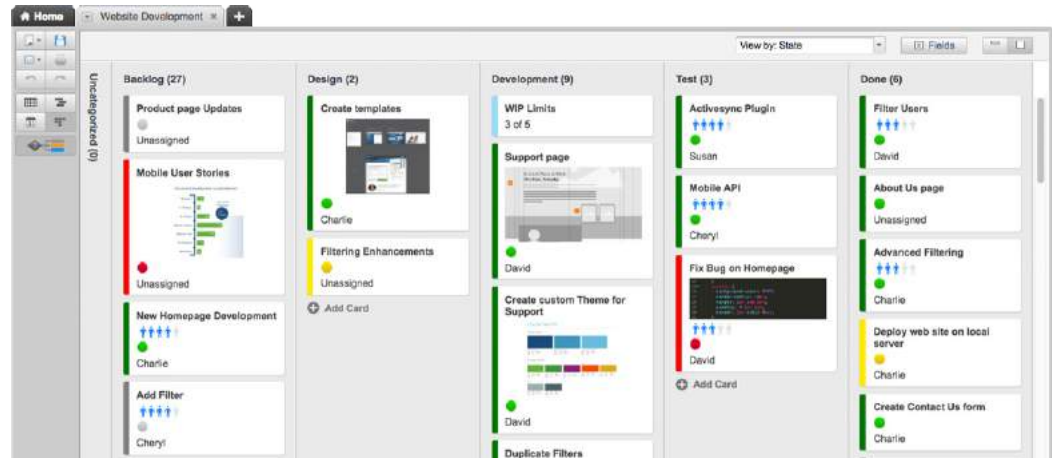 Home
Website Development
View by: State
Fields
Uncategorized (0)
Backlog (27)
Product page Updates
Unassigned
Mobile User Stories
Unassigned
New Homepage Development
Charlie
Add Filter
Cheryl
Design (2)
Create templates
Charlie
Filtering Enhancements
Unassigned
Add Card
Development (9)
WIP Limits
3 of 5
Support page
David
Create custom Theme for
Support
David
Duplicate Filters
Test (3)
Activesync Plugin
Susan
Mobile API
Cheryl
Fix Bug on Homepage
David
Add Card
Done (6)
Filter Users
David
About Us page
Unassigned
Advanced Filtering
Charlie
Deploy web site on local
server
Charlie
Create Contact Us form
Charlie